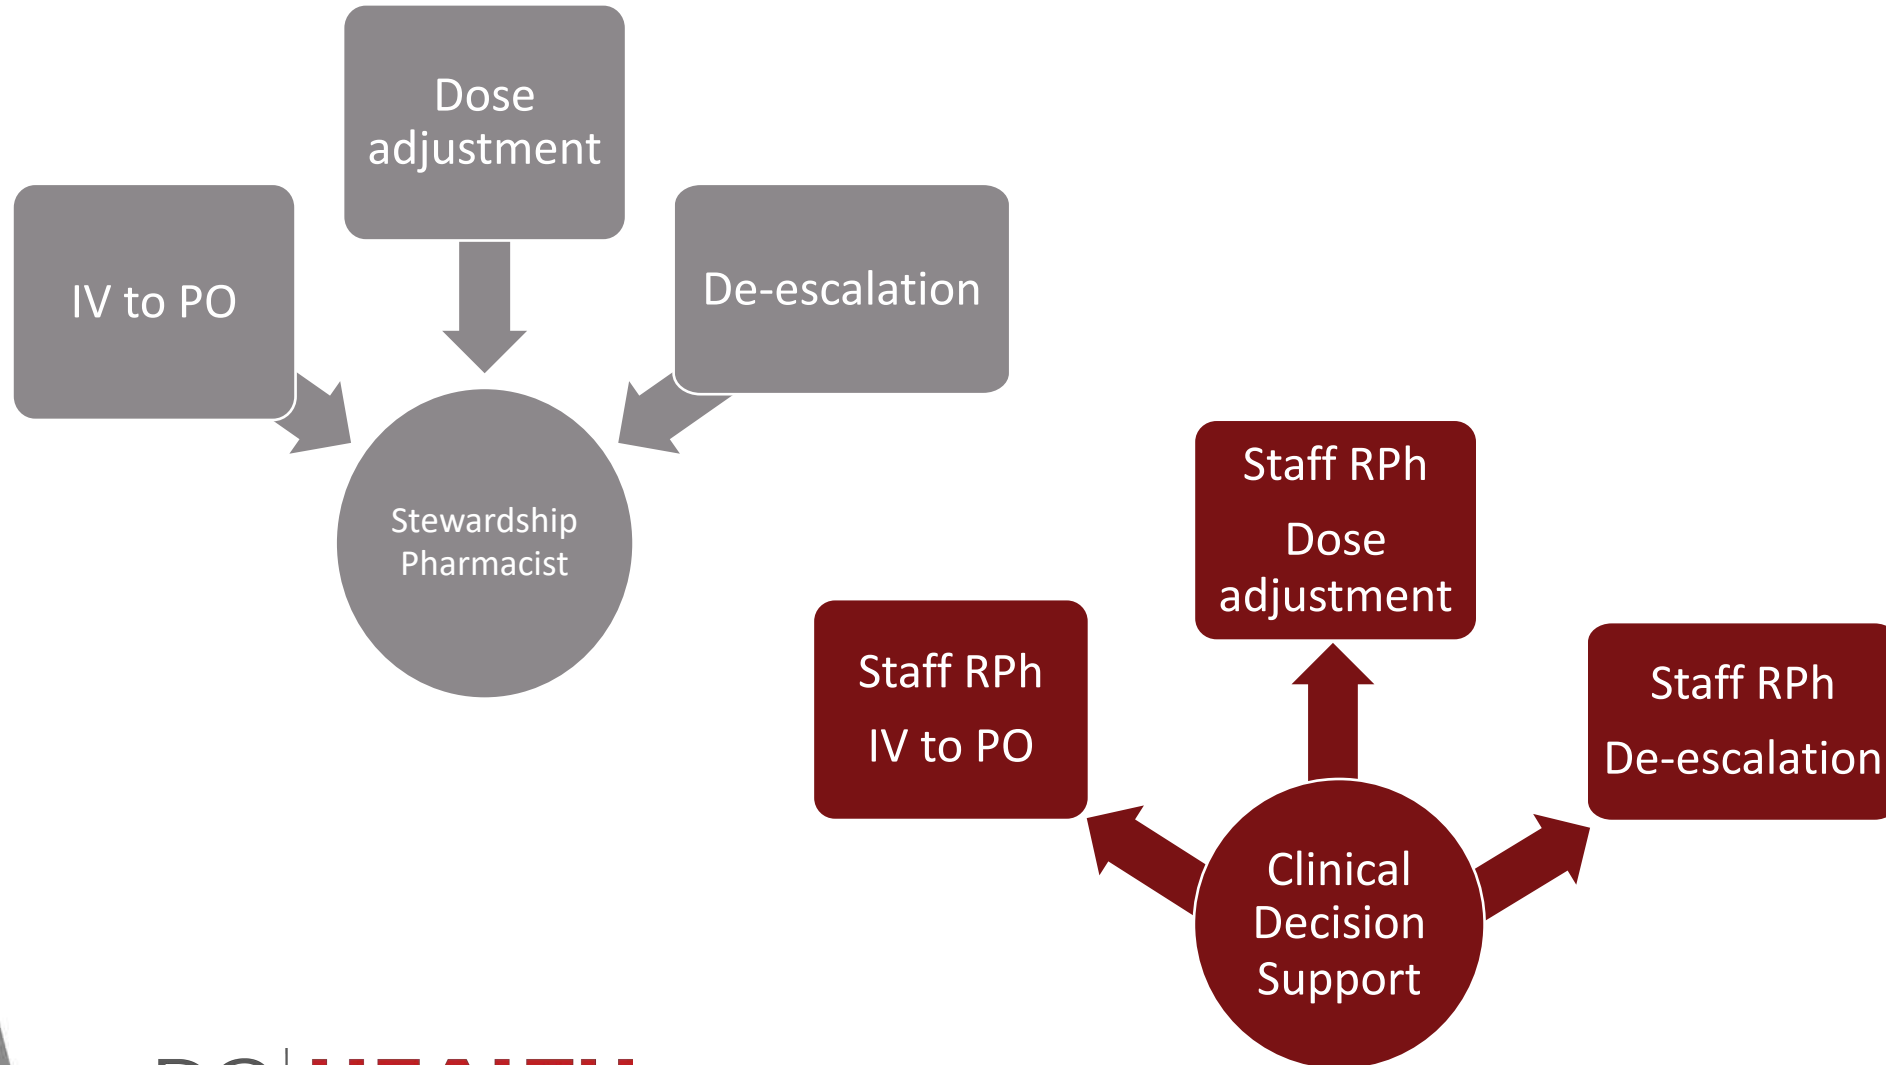 Dose
adjustment
IV to PO
De-escalation
Stewardship
Pharmacist
Staff RPh
Dose
adjustment
Staff RPh
IV to PO
Staff RPh
De-escalation
Clinical
Decision
Support
HEALTH